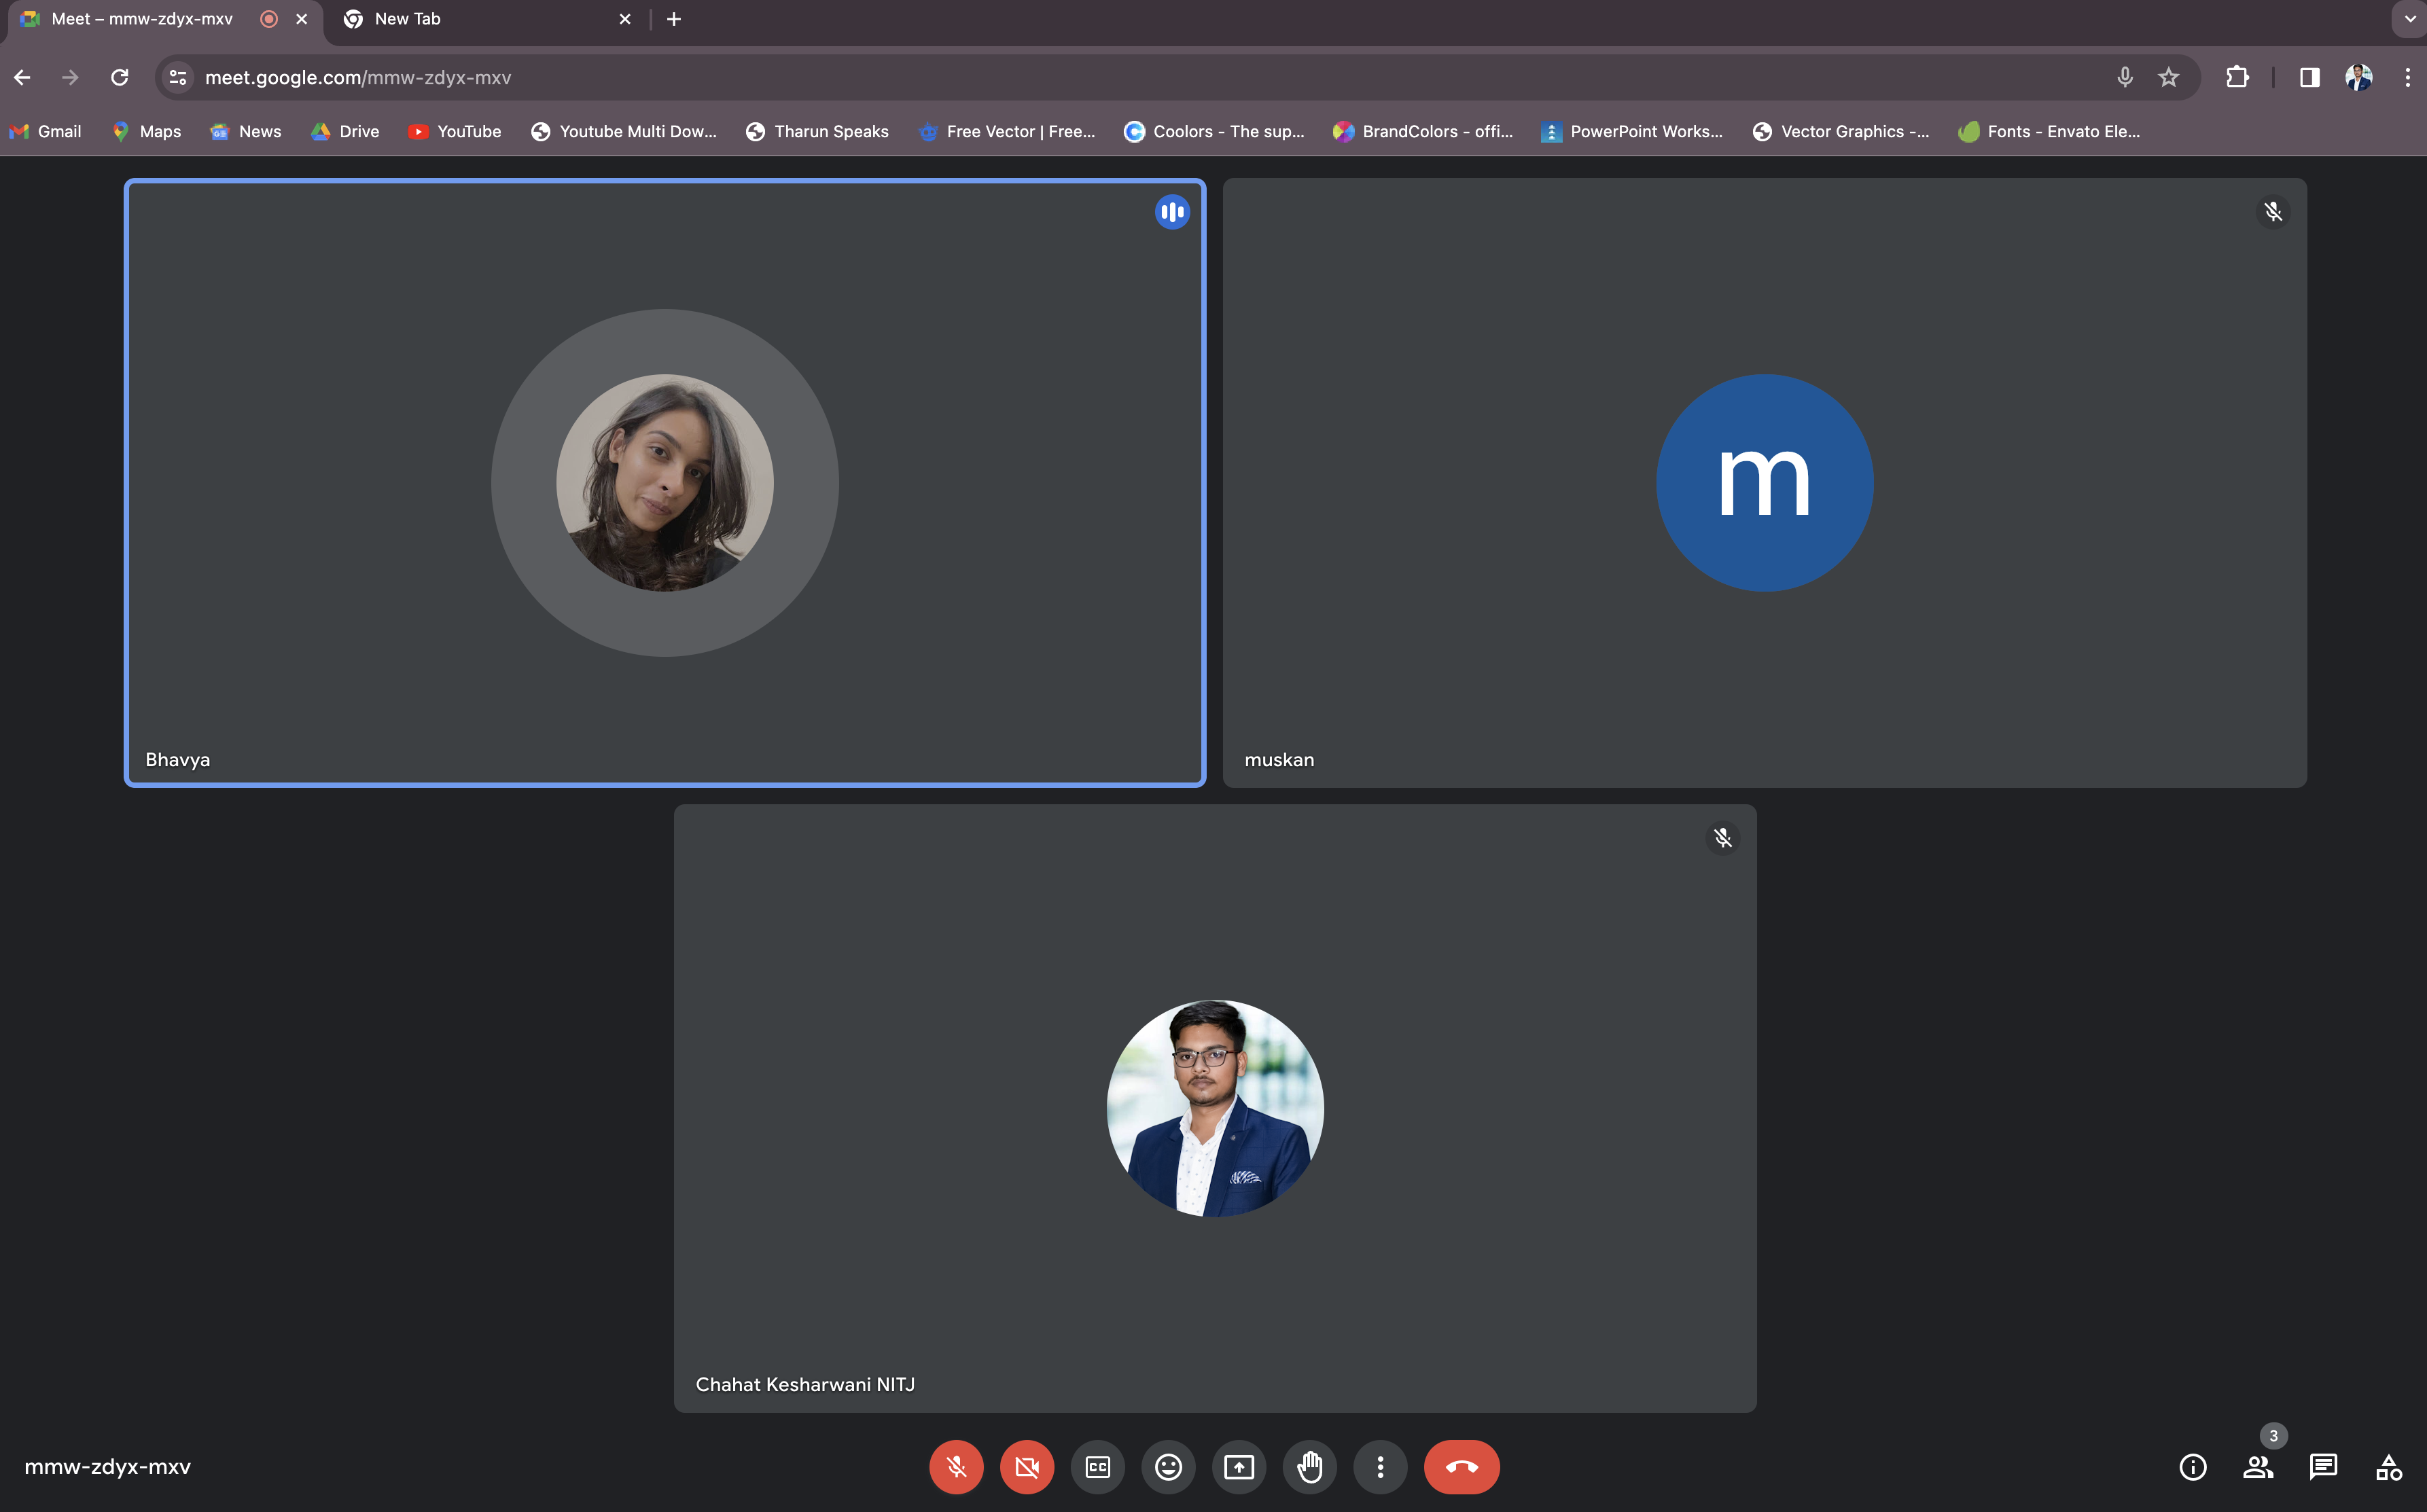 Meet – mmw-zdyx-mxv
New Tab
meet.google.com/mmw-zdyx-mxv
Gmail
Maps
GE
News
Drive
YouTube
Youtube Multi Dow...
Tharun Speaks
Free Vector | Free...
Coolors - The sup...
BrandColors - offi...
PowerPoint Works...
Vector Graphics -...
Fonts - Envato Ele...
m
Bhavya
muskan
Chahat Kesharwani NITJ
mmw-zdyx-mxv
CC
3